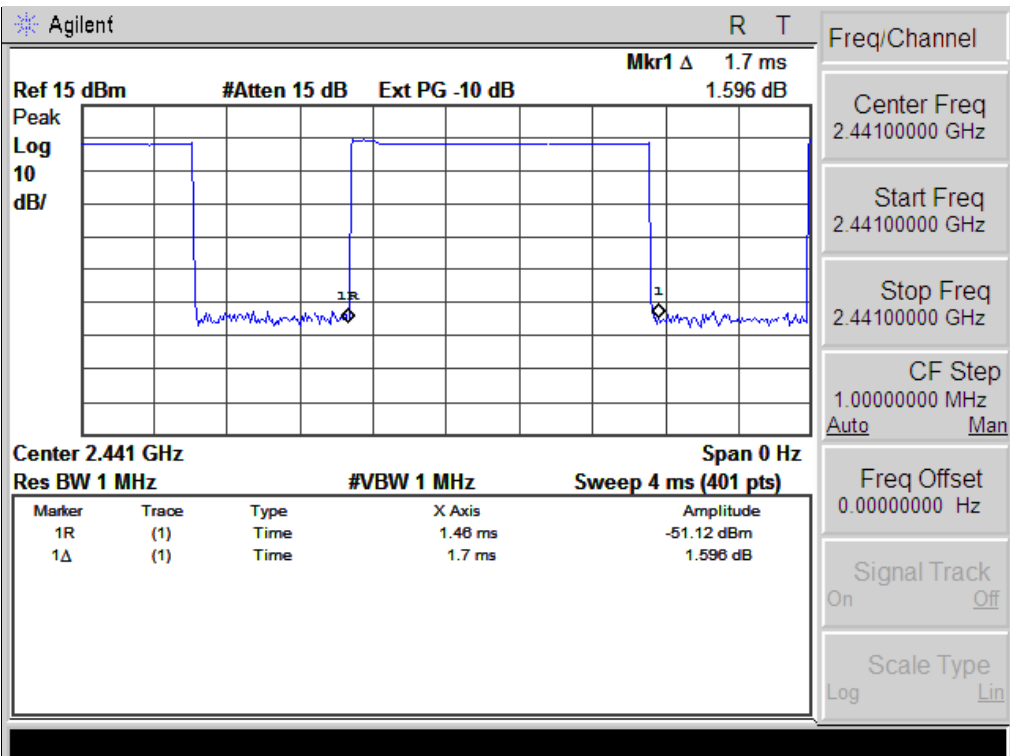 Agilent R T
Mkr1 Δ 1.7 ms
Ref 15 dBm #Atten 15 dB Ext PG -10 dB 1.596 dB
Peak
Log
10
dB/
1R
1
Center 2.441 GHz Span 0 Hz
Res BW 1 MHz #VBW 1 MHz Sweep 4 ms (401 pts)
Marker Trace Type X Axis Amplitude
1R (1) Time 1.46 ms -51.12 dBm
1Δ (1) Time 1.7 ms 1.596 dB
Freq/Channel
Center Freq
2.44100000 GHz
Start Freq
2.44100000 GHz
Stop Freq
2.44100000 GHz
CF Step
1.00000000 MHz
Auto Man
Freq Offset
0.00000000 Hz
Signal Track
On Off
Scale Type
Log Lin